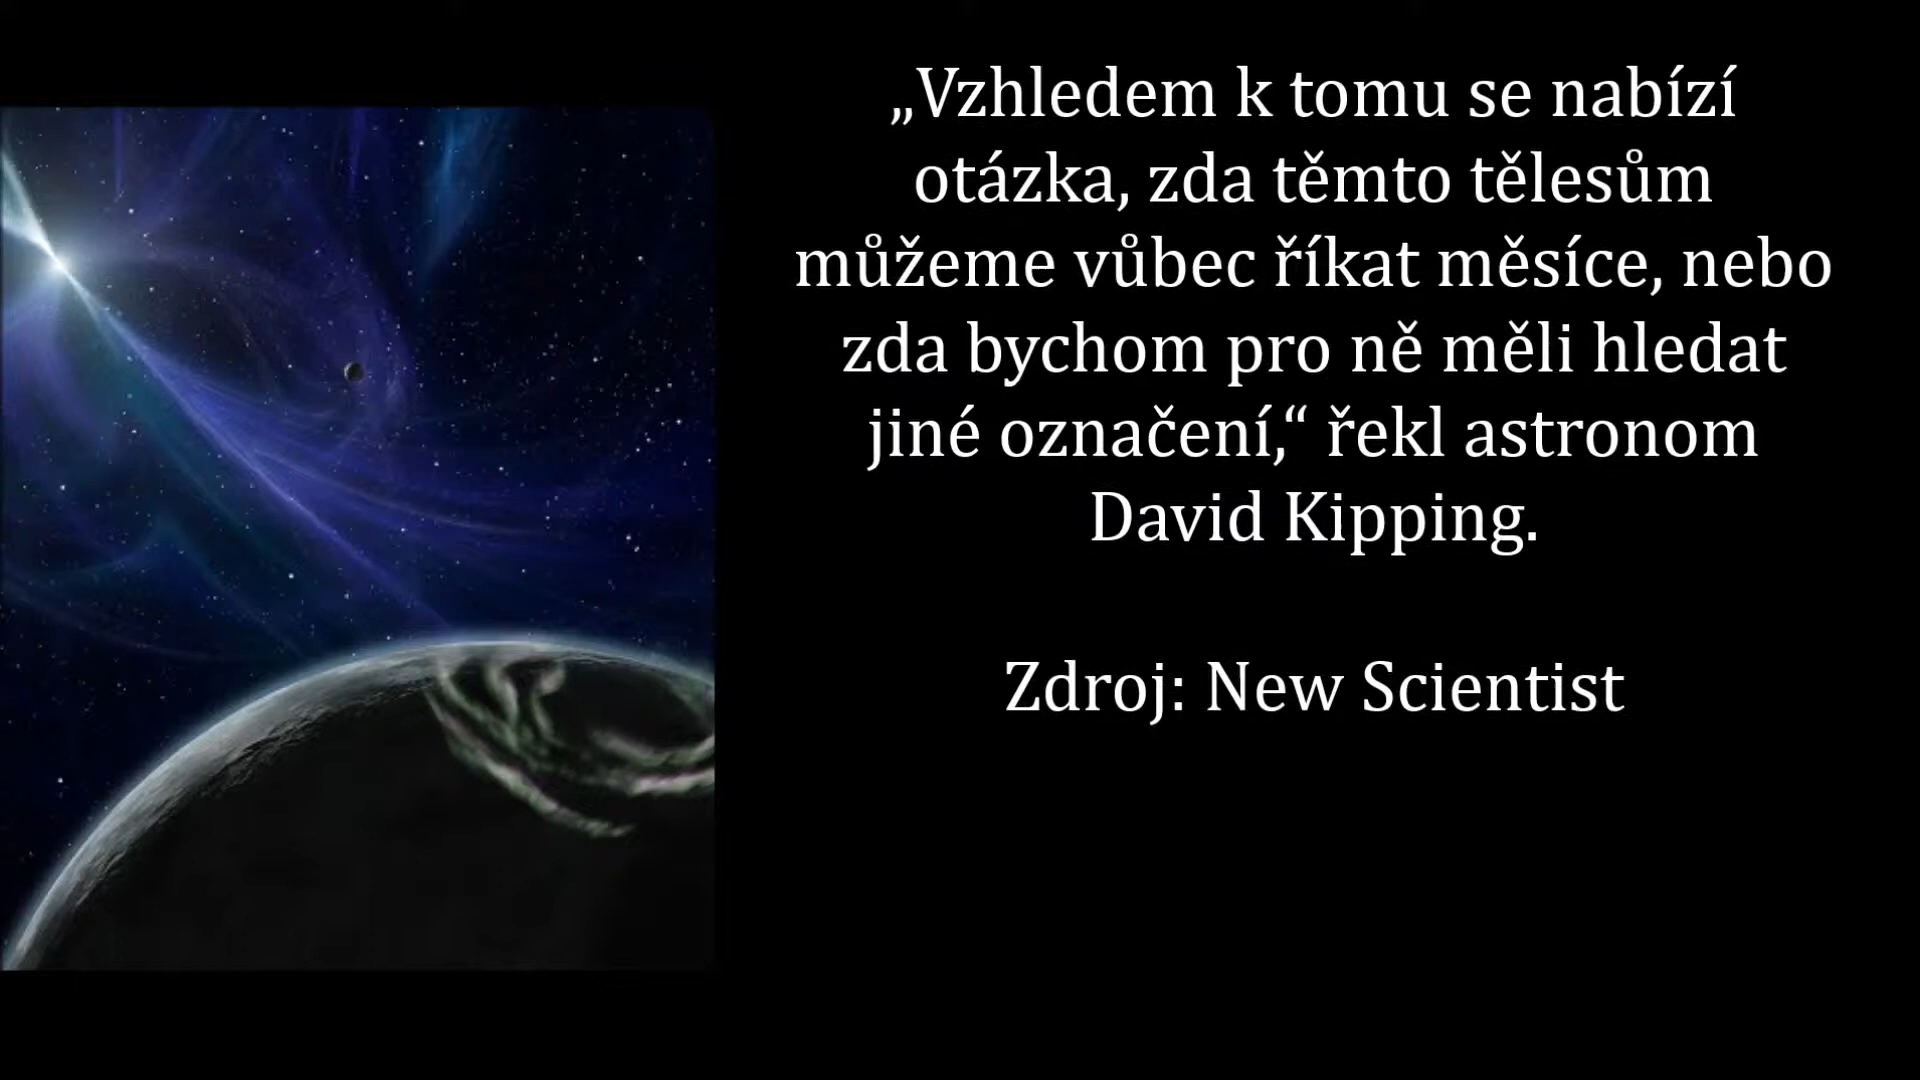 „Vzhledem k tomu se nabízí
otázka, zda těmto tělesům
můžeme vůbec říkat měsíce, nebo
zda bychom pro ně měli hledat
jiné označení,“ řekl astronom
David Kipping.
Zdroj: New Scientist